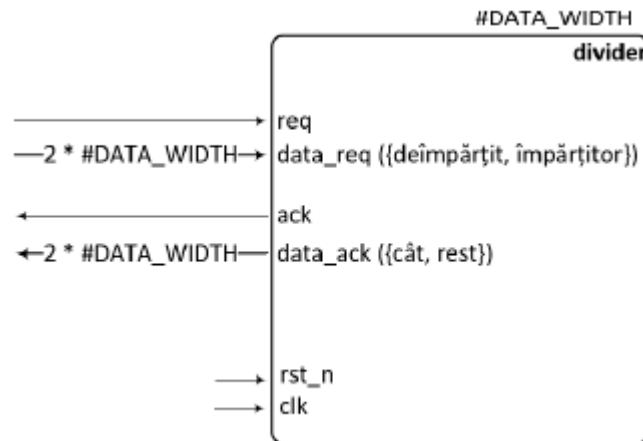 #DATA_WIDTH
divider
req
2 * #DATA_WIDTH data_req ({deîmpărțit, împărțitor})
ack
2 * #DATA_WIDTH data_ack ({cât, rest})
rst_n
clk